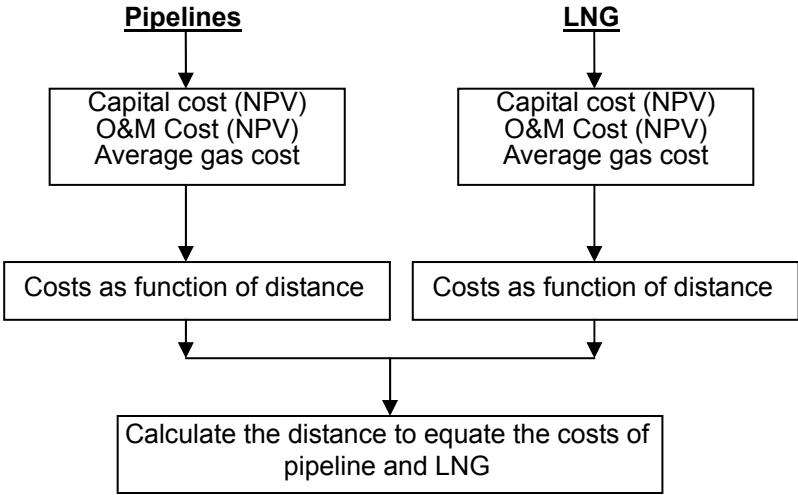 Pipelines
LNG
Capital cost (NPV)
O&M Cost (NPV)
Average gas cost
Capital cost (NPV)
O&M Cost (NPV)
Average gas cost
Costs as function of distance
Costs as function of distance
Calculate the distance to equate the costs of
pipeline and LNG